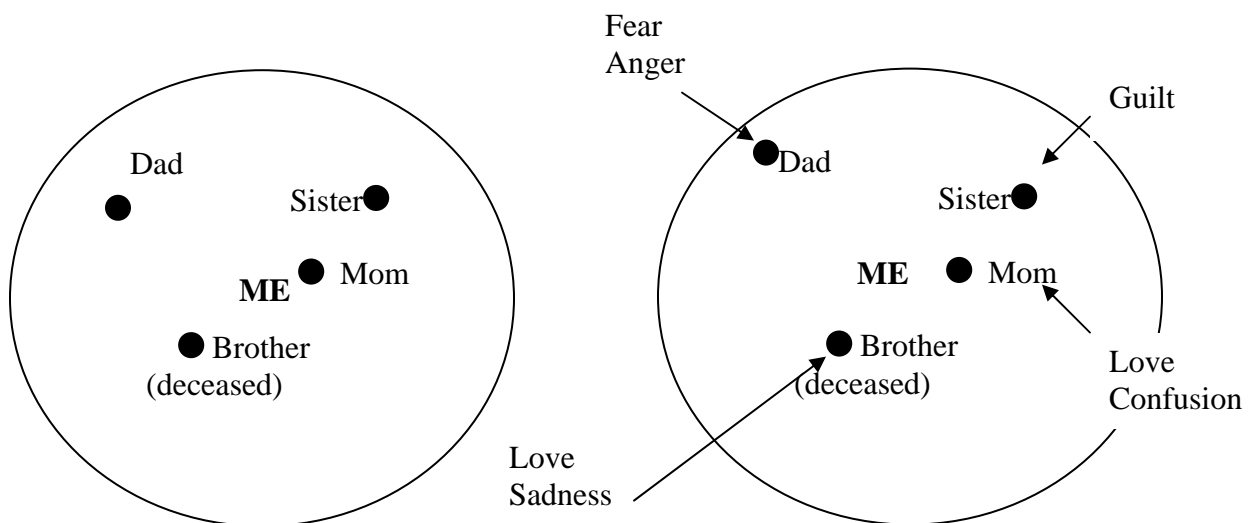 Dad
Sister
ME
Mom
Brother
(deceased)
Fear
Anger
Guilt
Dad
Sister
ME
Mom
Brother
(deceased)
Love
Confusion
Love
Sadness